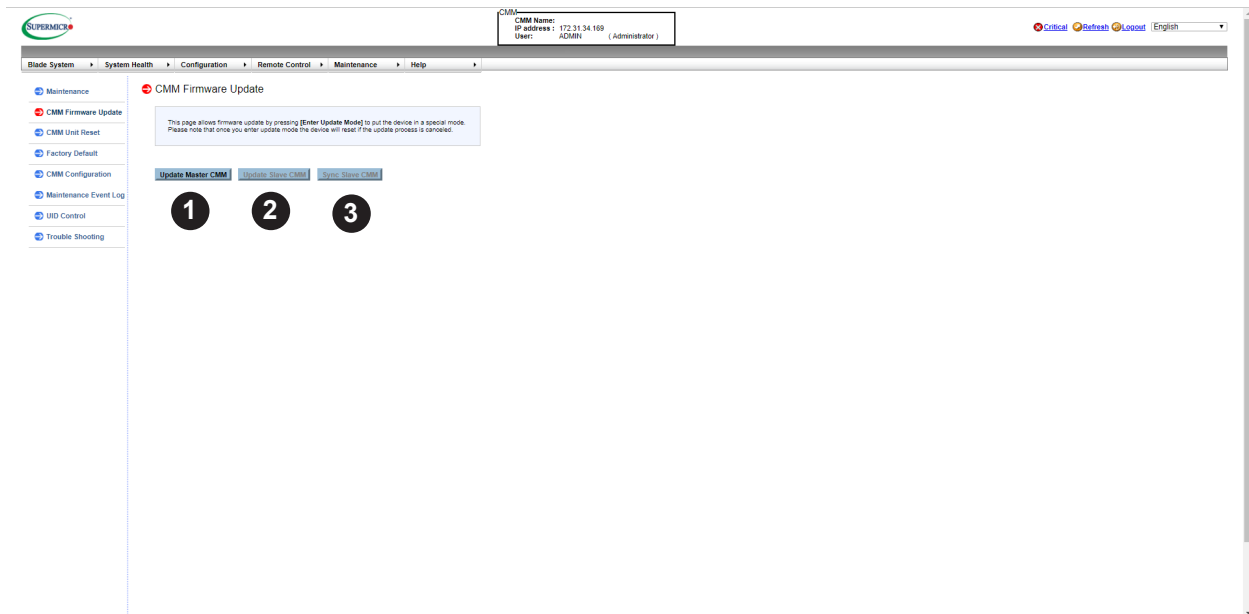 SUPERMICRO
CMM
CMM Name:
IP address : 172.31.34.169
User: ADMIN ( Administrator )
Critical Refresh Logout English
Blade System System Health Configuration Remote Control Maintenance Help
Maintenance
CMM Firmware Update
CMM Unit Reset
Factory Default
CMM Configuration
Maintenance Event Log
UID Control
Trouble Shooting
CMM Firmware Update
This page allows firmware update by pressing [Enter Update Mode] to put the device in a special mode.
Please note that once you enter update mode the device will reset if the update process is canceled.
Update Master CMM Update Slave CMM Sync Slave CMM
1 2 3